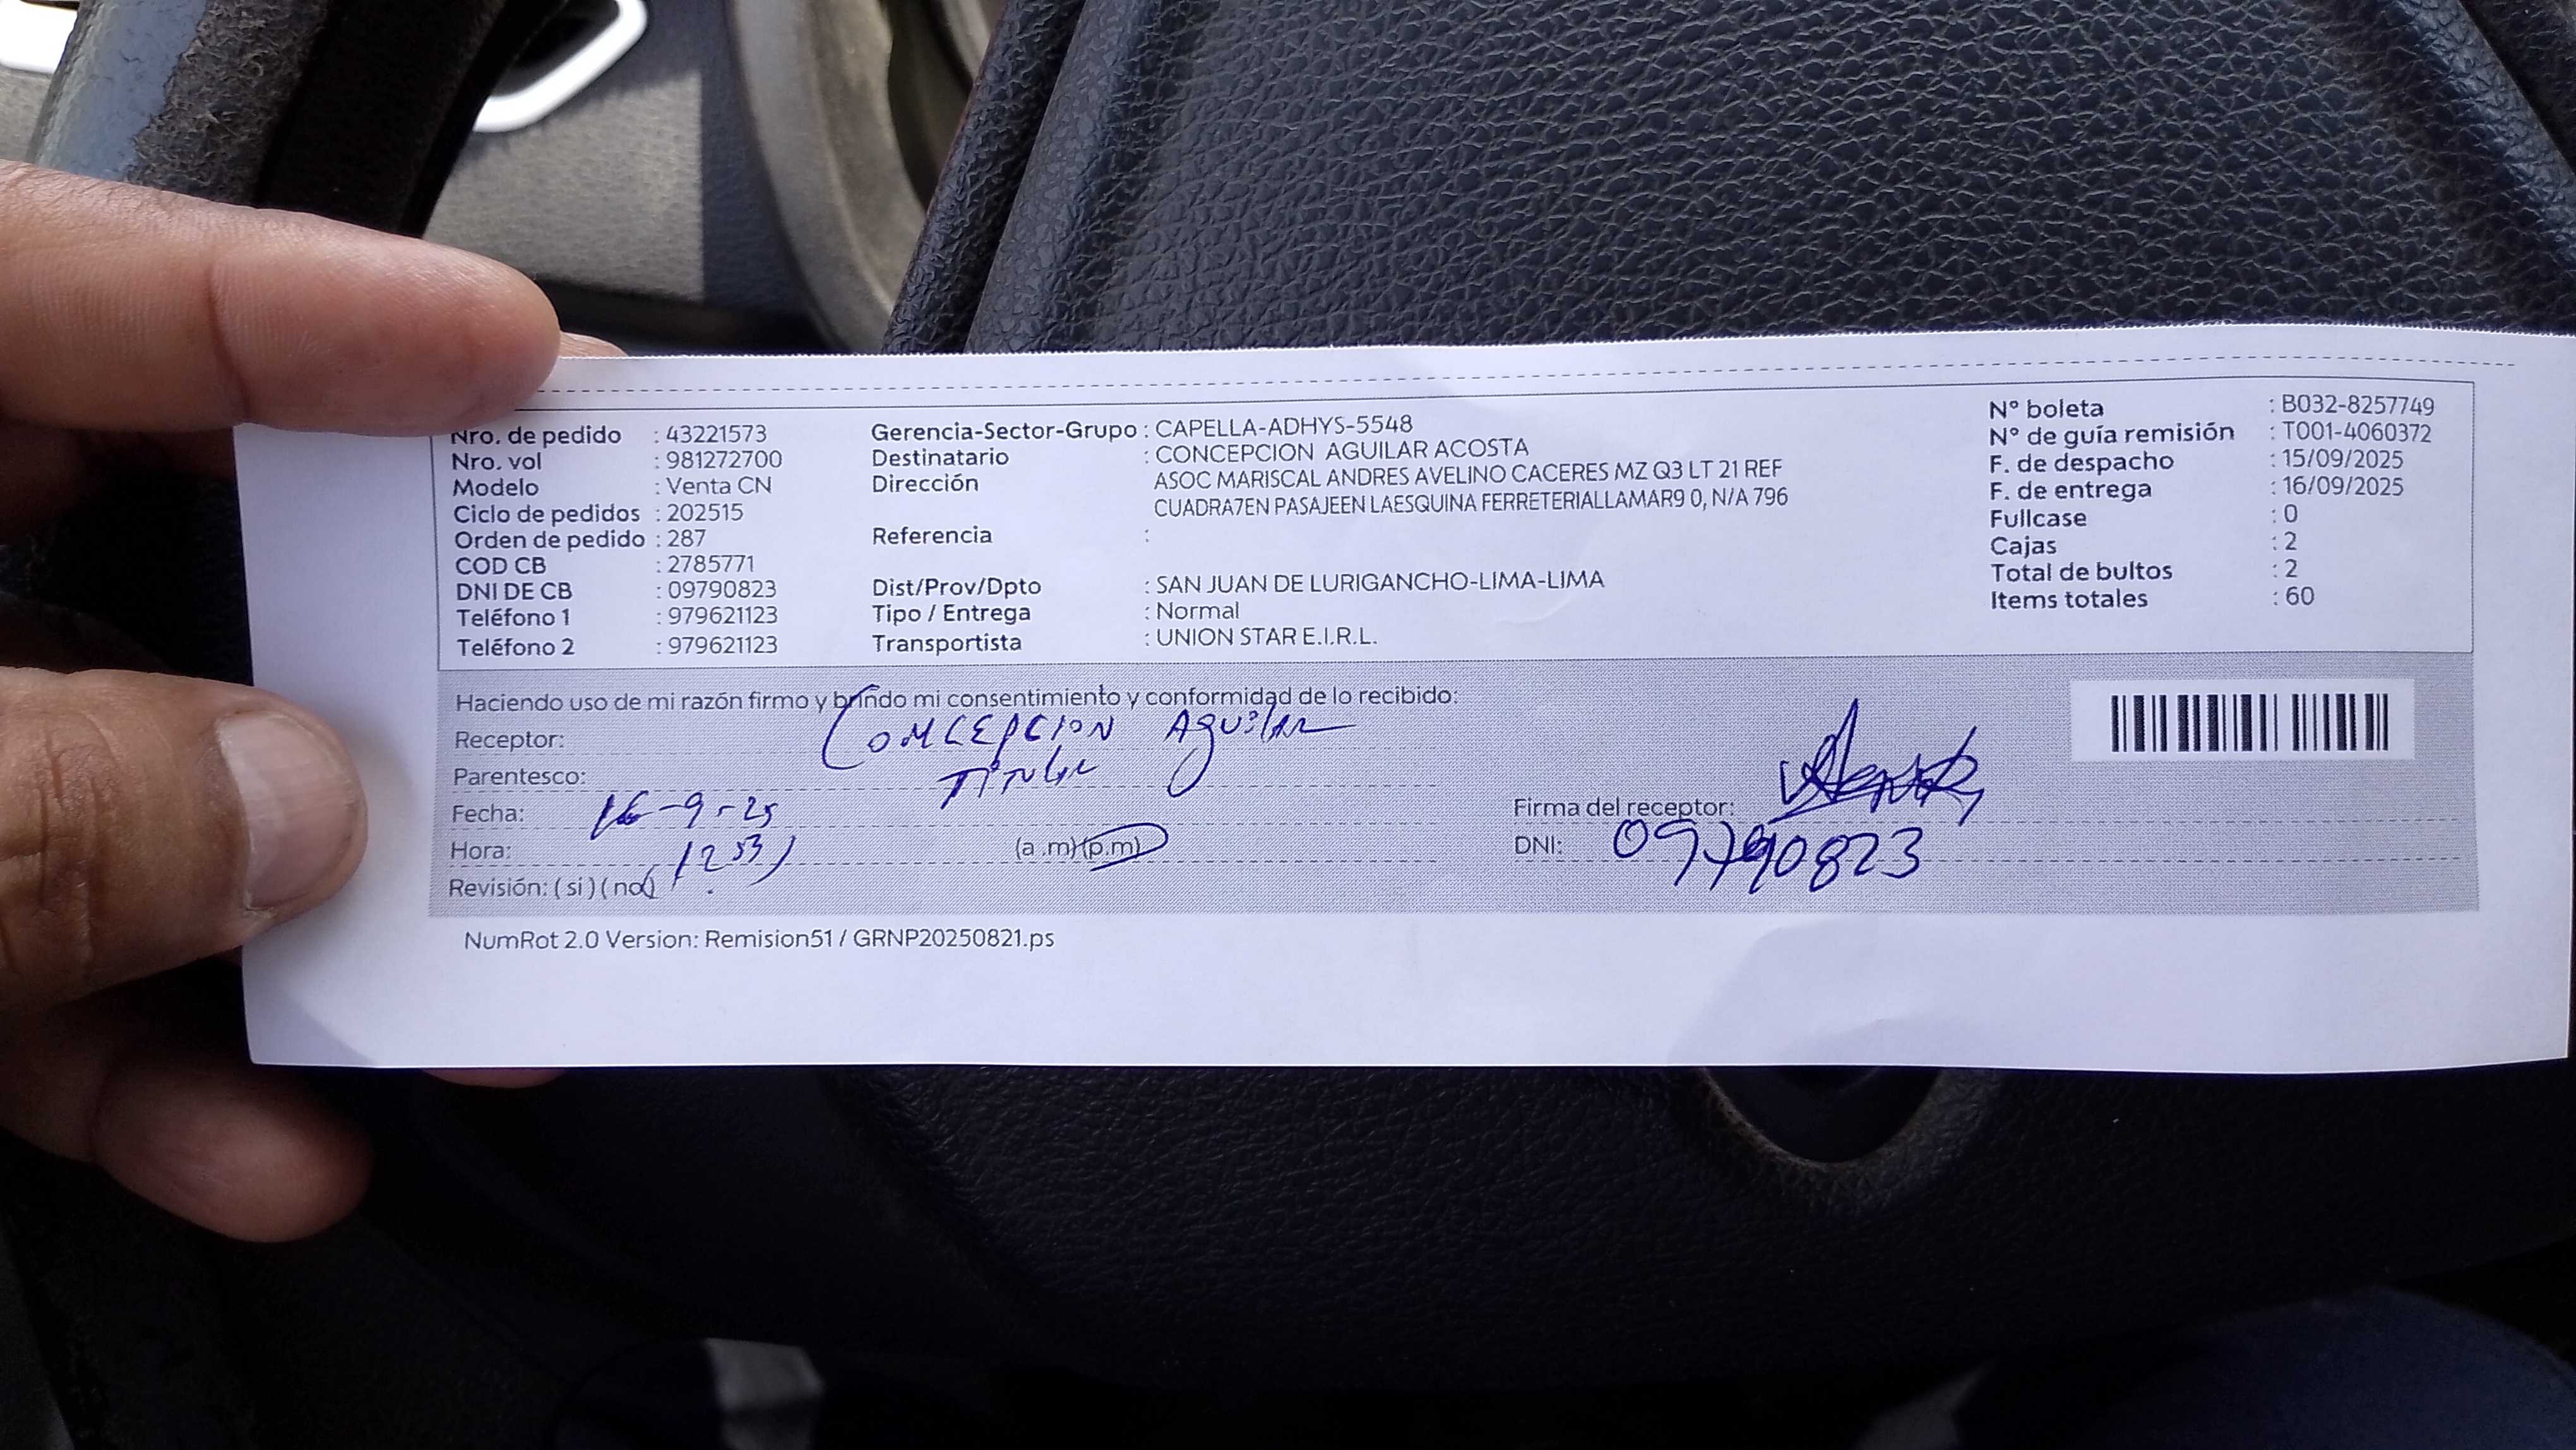 Nro. de pedido : 43221573
Nro. vol : 981272700
Modelo : Venta CN
Ciclo de pedidos : 202515
Orden de pedido : 287
COD CB : 2785771
DNI DE CB : 09790823
Teléfono 1 : 979621123
Teléfono 2 : 979621123
Gerencia-Sector-Grupo : CAPELLA-ADHYS-5548
Destinatario : CONCEPCION AGUILAR ACOSTA
Dirección ASOC MARISCAL ANDRES AVELINO CACERES MZ Q3 LT 21 REF
CUADRA7EN PASAJEEN LAESQUINA FERRETERIALLAMAR9 0, N/A 796
Referencia :
Dist/Prov/Dpto : SAN JUAN DE LURIGANCHO-LIMA-LIMA
Tipo / Entrega : Normal
Transportista : UNION STAR E.I.R.L.
N° boleta : B032-8257749
N° de guía remisión : T001-4060372
F. de despacho : 15/09/2025
F. de entrega : 16/09/2025
Fullcase : 0
Cajas : 2
Total de bultos : 2
Items totales : 60
Haciendo uso de mi razón firmo y brindo mi consentimiento y conformidad de lo recibido:
Receptor: CONCEPCION AGUILAR
Parentesco: Titular
Fecha: 16-9-25
Hora: 12 53 (a .m)(p.m)
Revisión: ( si ) ( no )
Firma del receptor:
DNI: 09790823
NumRot 2.0 Version: Remision51 / GRNP20250821.ps